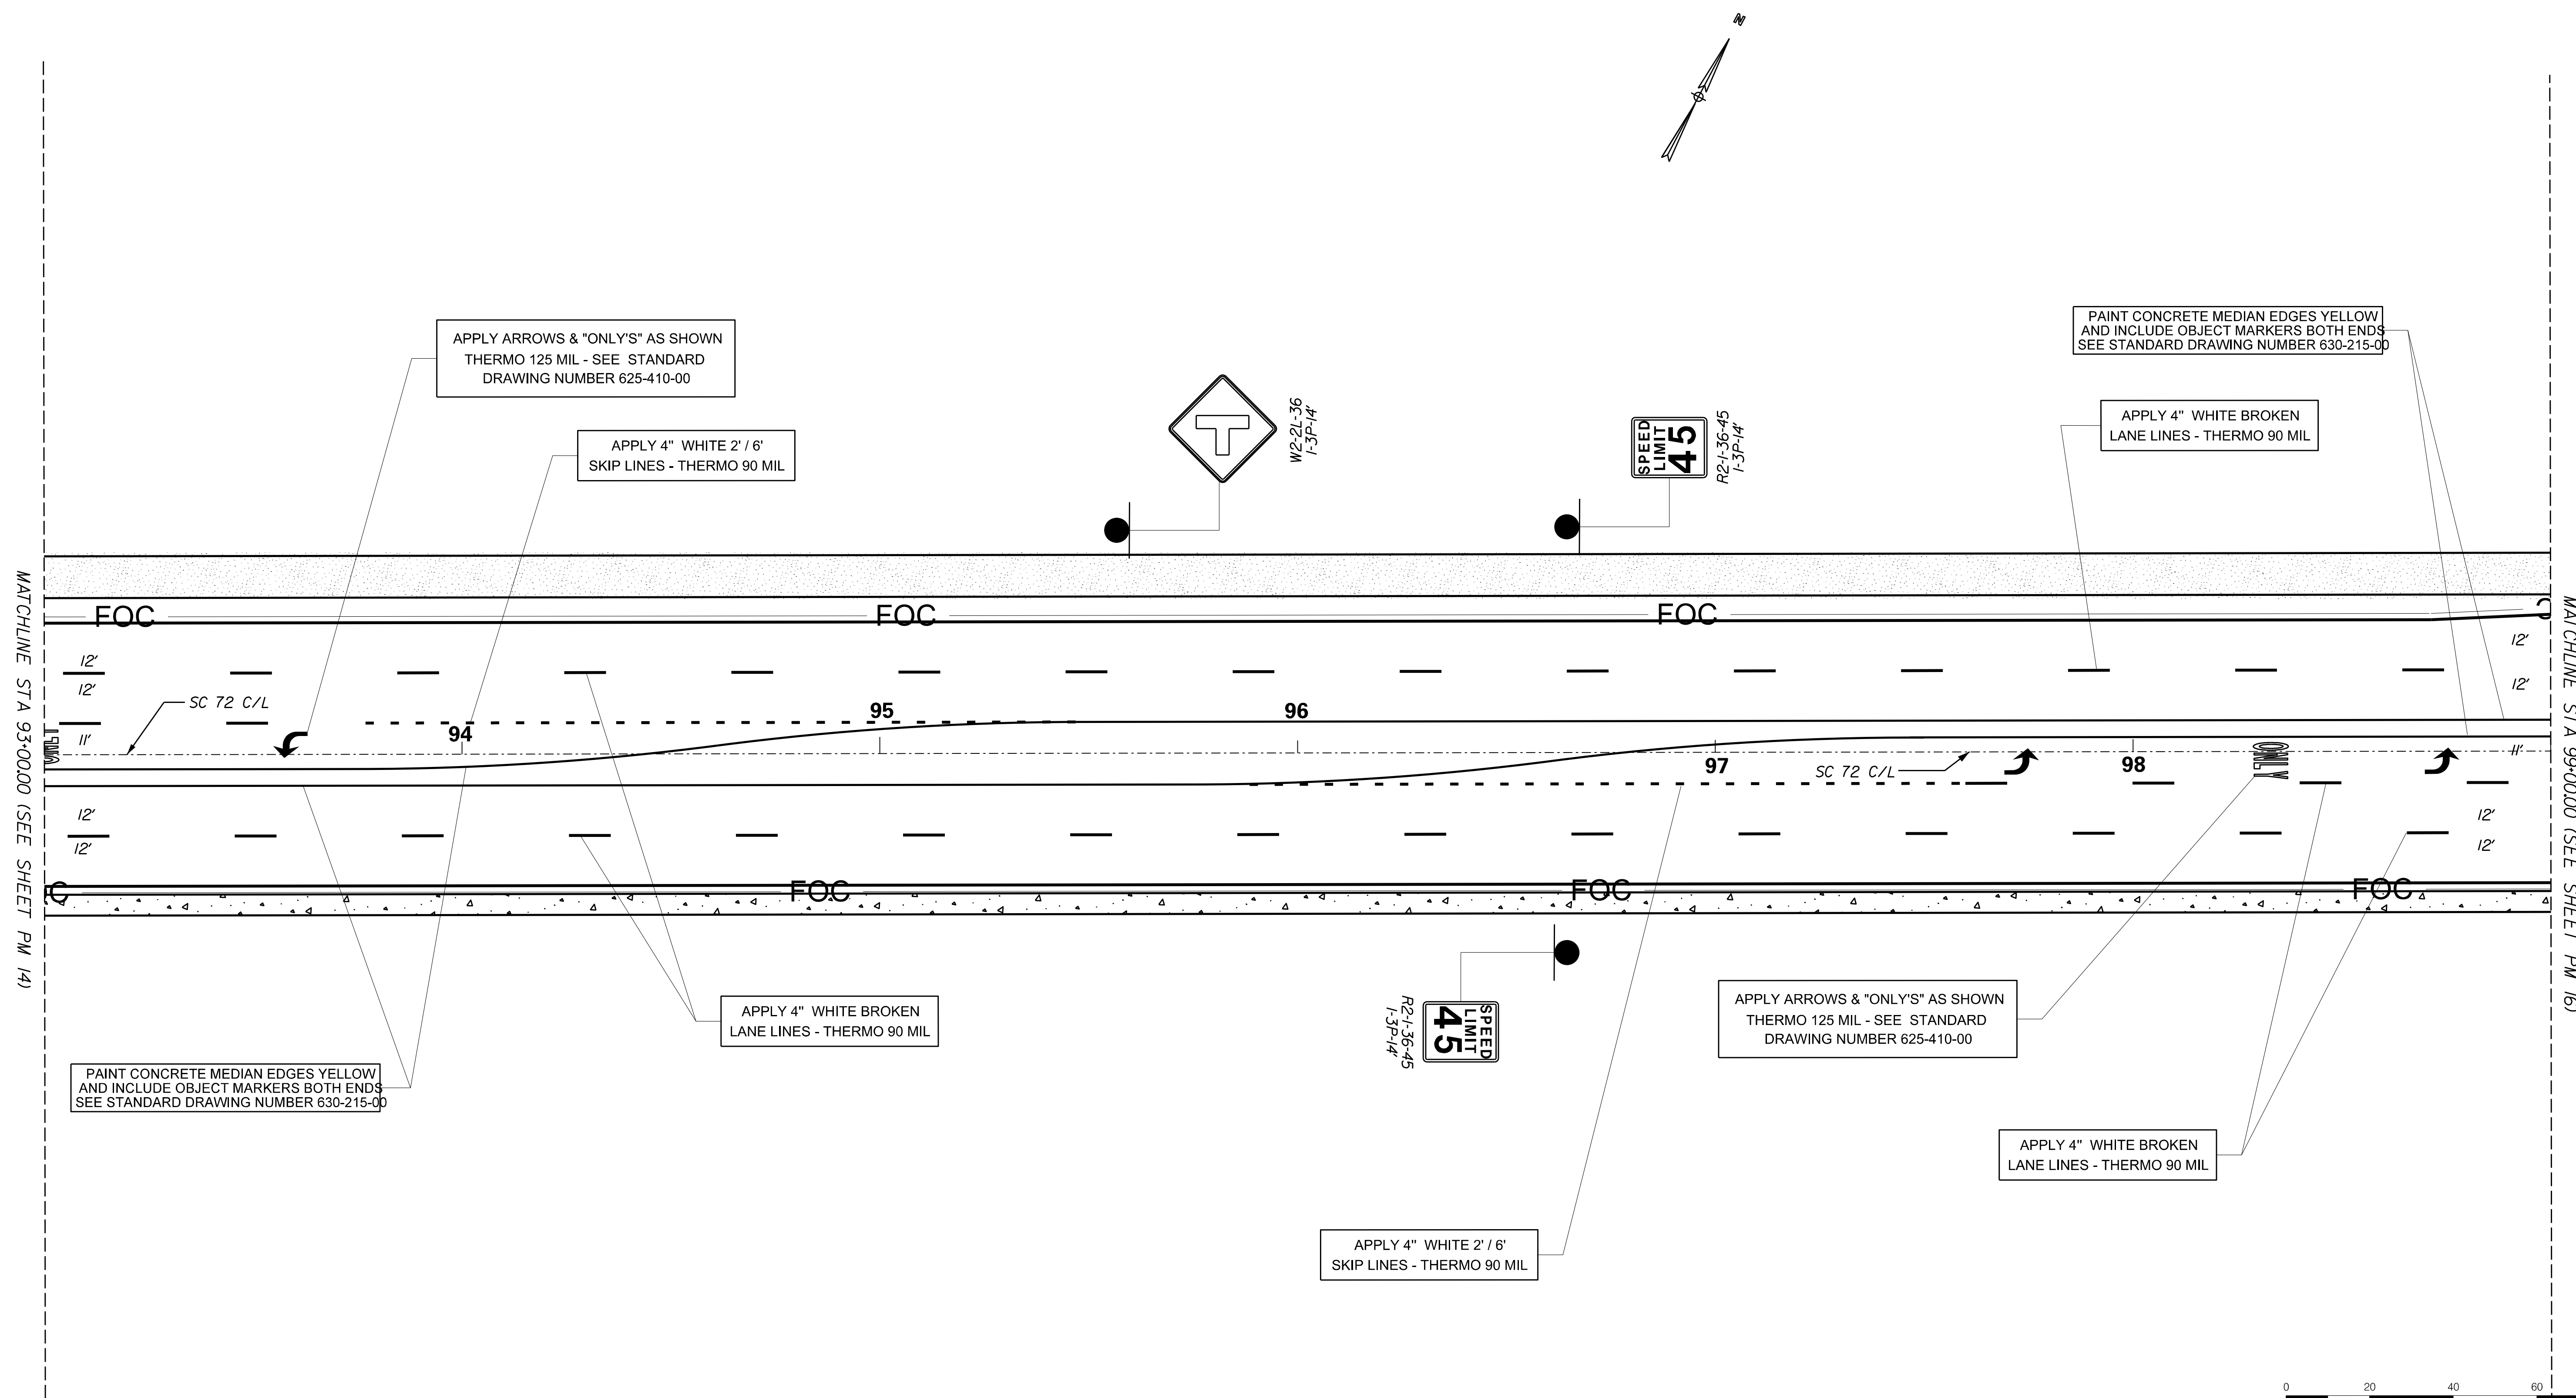 N
APPLY ARROWS & "ONLY'S" AS SHOWN
THERMO 125 MIL - SEE STANDARD
DRAWING NUMBER 625-410-00
PAINT CONCRETE MEDIAN EDGES YELLOW
AND INCLUDE OBJECT MARKERS BOTH ENDS
SEE STANDARD DRAWING NUMBER 630-215-00
APPLY 4" WHITE 2' / 6'
SKIP LINES - THERMO 90 MIL
W2-2L-36
1-3P-14'
SPEED
LIMIT
45
R2-1-36-45
1-3P-14'
APPLY 4" WHITE BROKEN
LANE LINES - THERMO 90 MIL
MATCHLINE STA 93+00.00 (SEE SHEET PM 14)
MATCHLINE STA 99+00.00 (SEE SHEET PM 16)
FOC
FOC
FOC
12'
12'
12'
12'
SC 72 C/L
11'
94
95
96
97
98
SC 72 C/L
ONLY
11'
12'
12'
12'
12'
FOC
FOC
FOC
APPLY 4" WHITE BROKEN
LANE LINES - THERMO 90 MIL
SPEED
LIMIT
45
R2-1-36-45
1-3P-14'
APPLY ARROWS & "ONLY'S" AS SHOWN
THERMO 125 MIL - SEE STANDARD
DRAWING NUMBER 625-410-00
PAINT CONCRETE MEDIAN EDGES YELLOW
AND INCLUDE OBJECT MARKERS BOTH ENDS
SEE STANDARD DRAWING NUMBER 630-215-00
APPLY 4" WHITE BROKEN
LANE LINES - THERMO 90 MIL
APPLY 4" WHITE 2' / 6'
SKIP LINES - THERMO 90 MIL
0 20 40 60